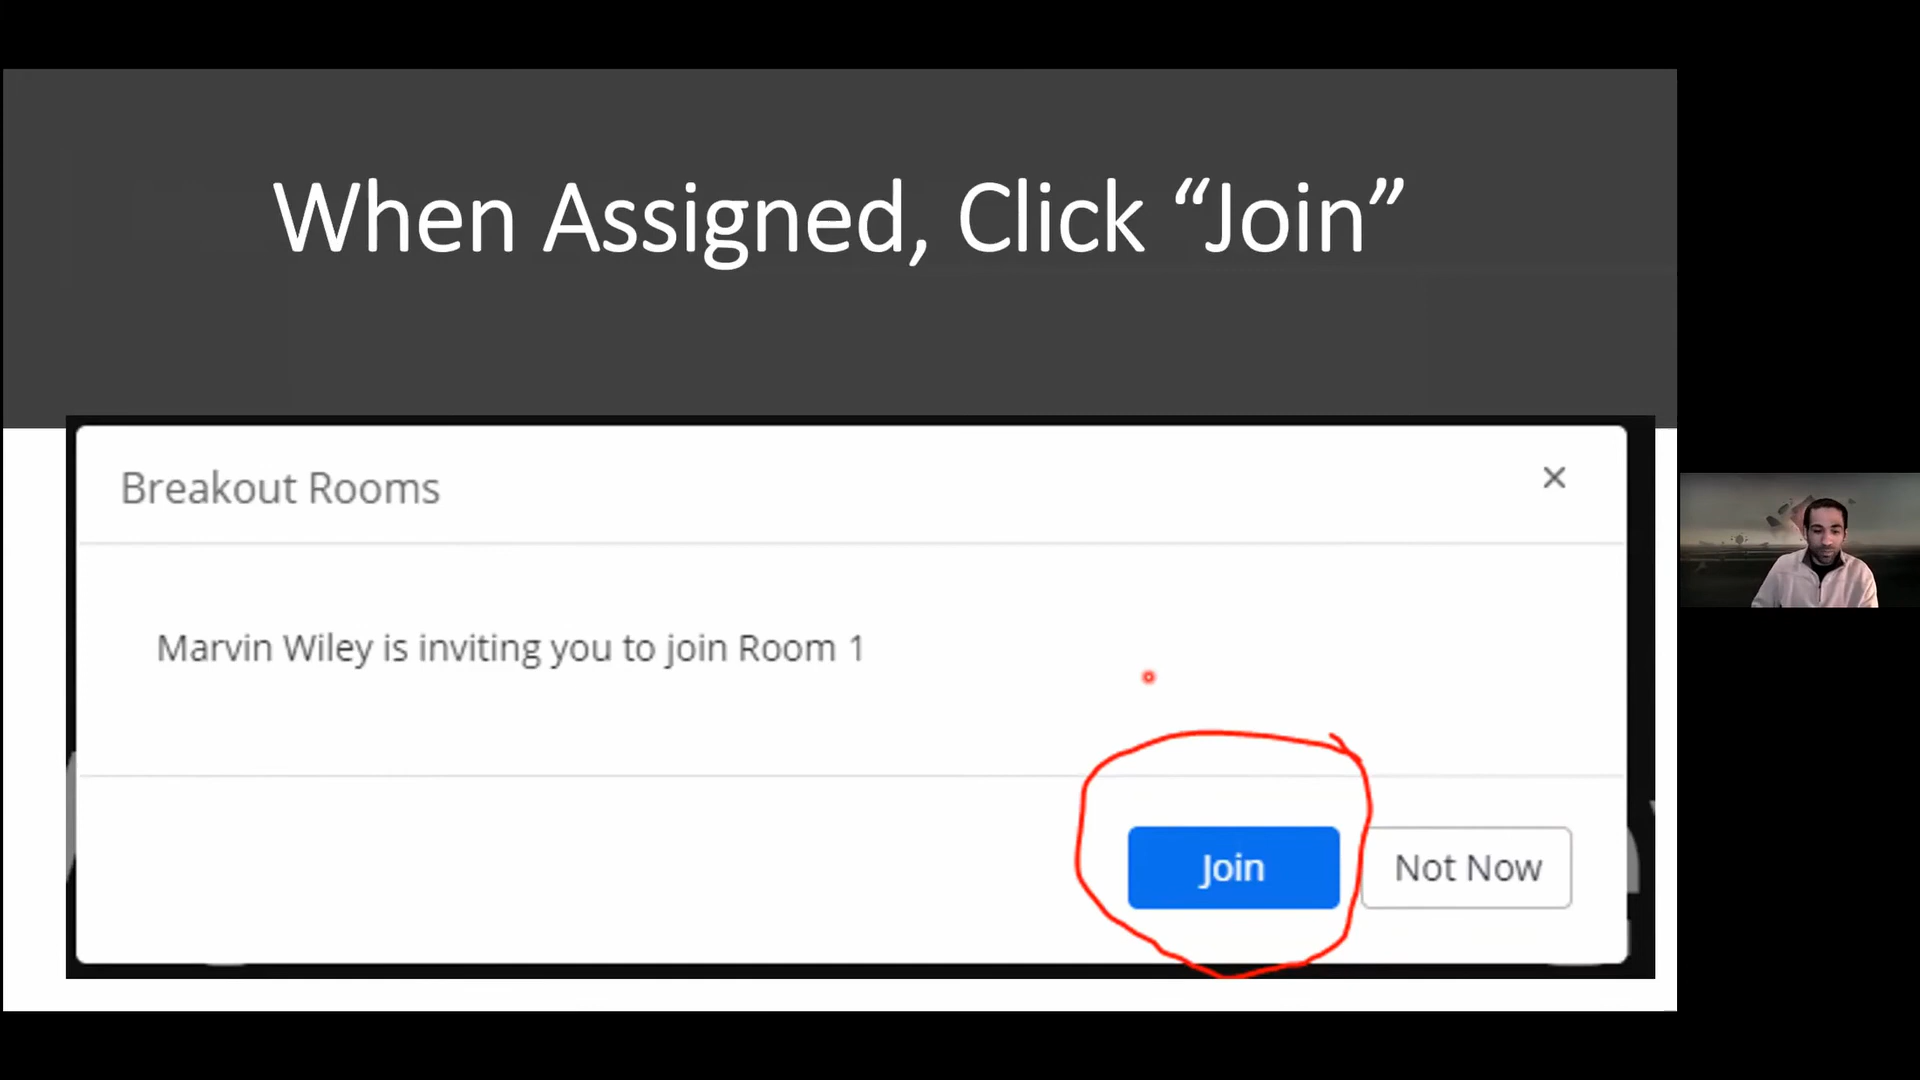 When Assigned, Click “Join”
Breakout Rooms
Marvin Wiley is inviting you to join Room 1
Join
Not Now